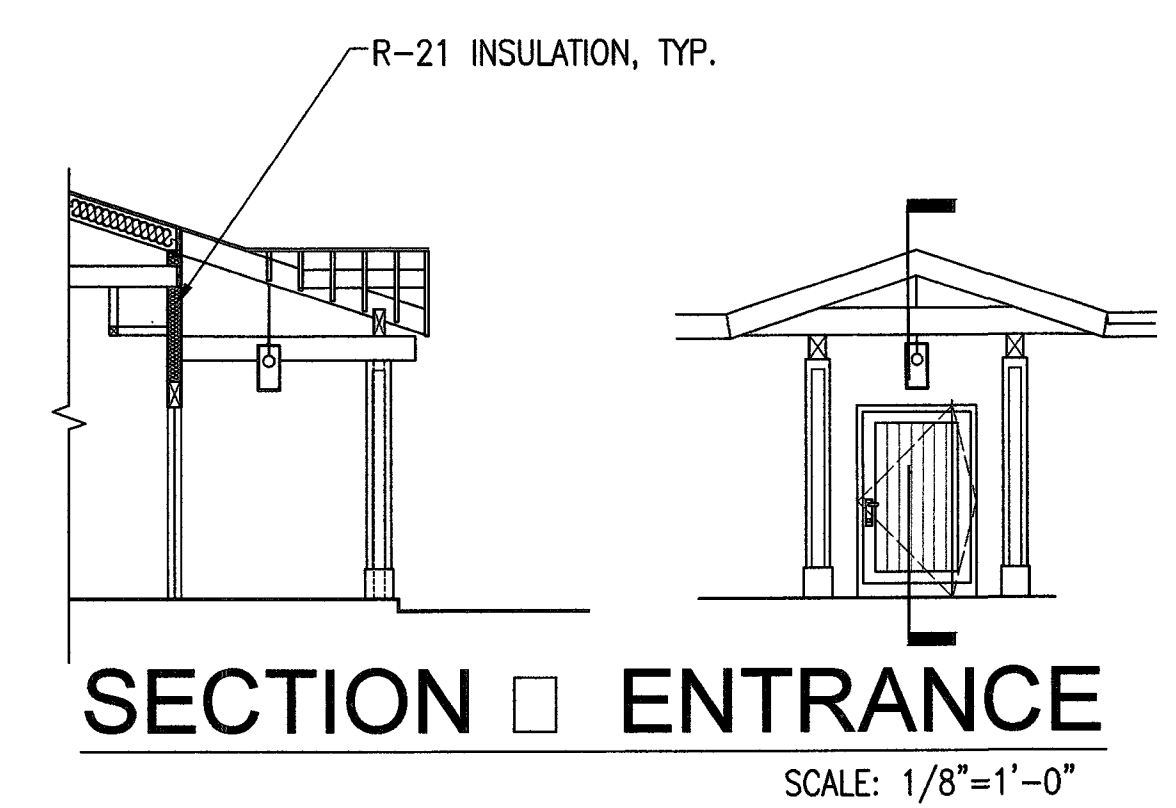 R-21 INSULATION, TYP.
SECTION □ ENTRANCE
SCALE: 1/8"=1'-0"